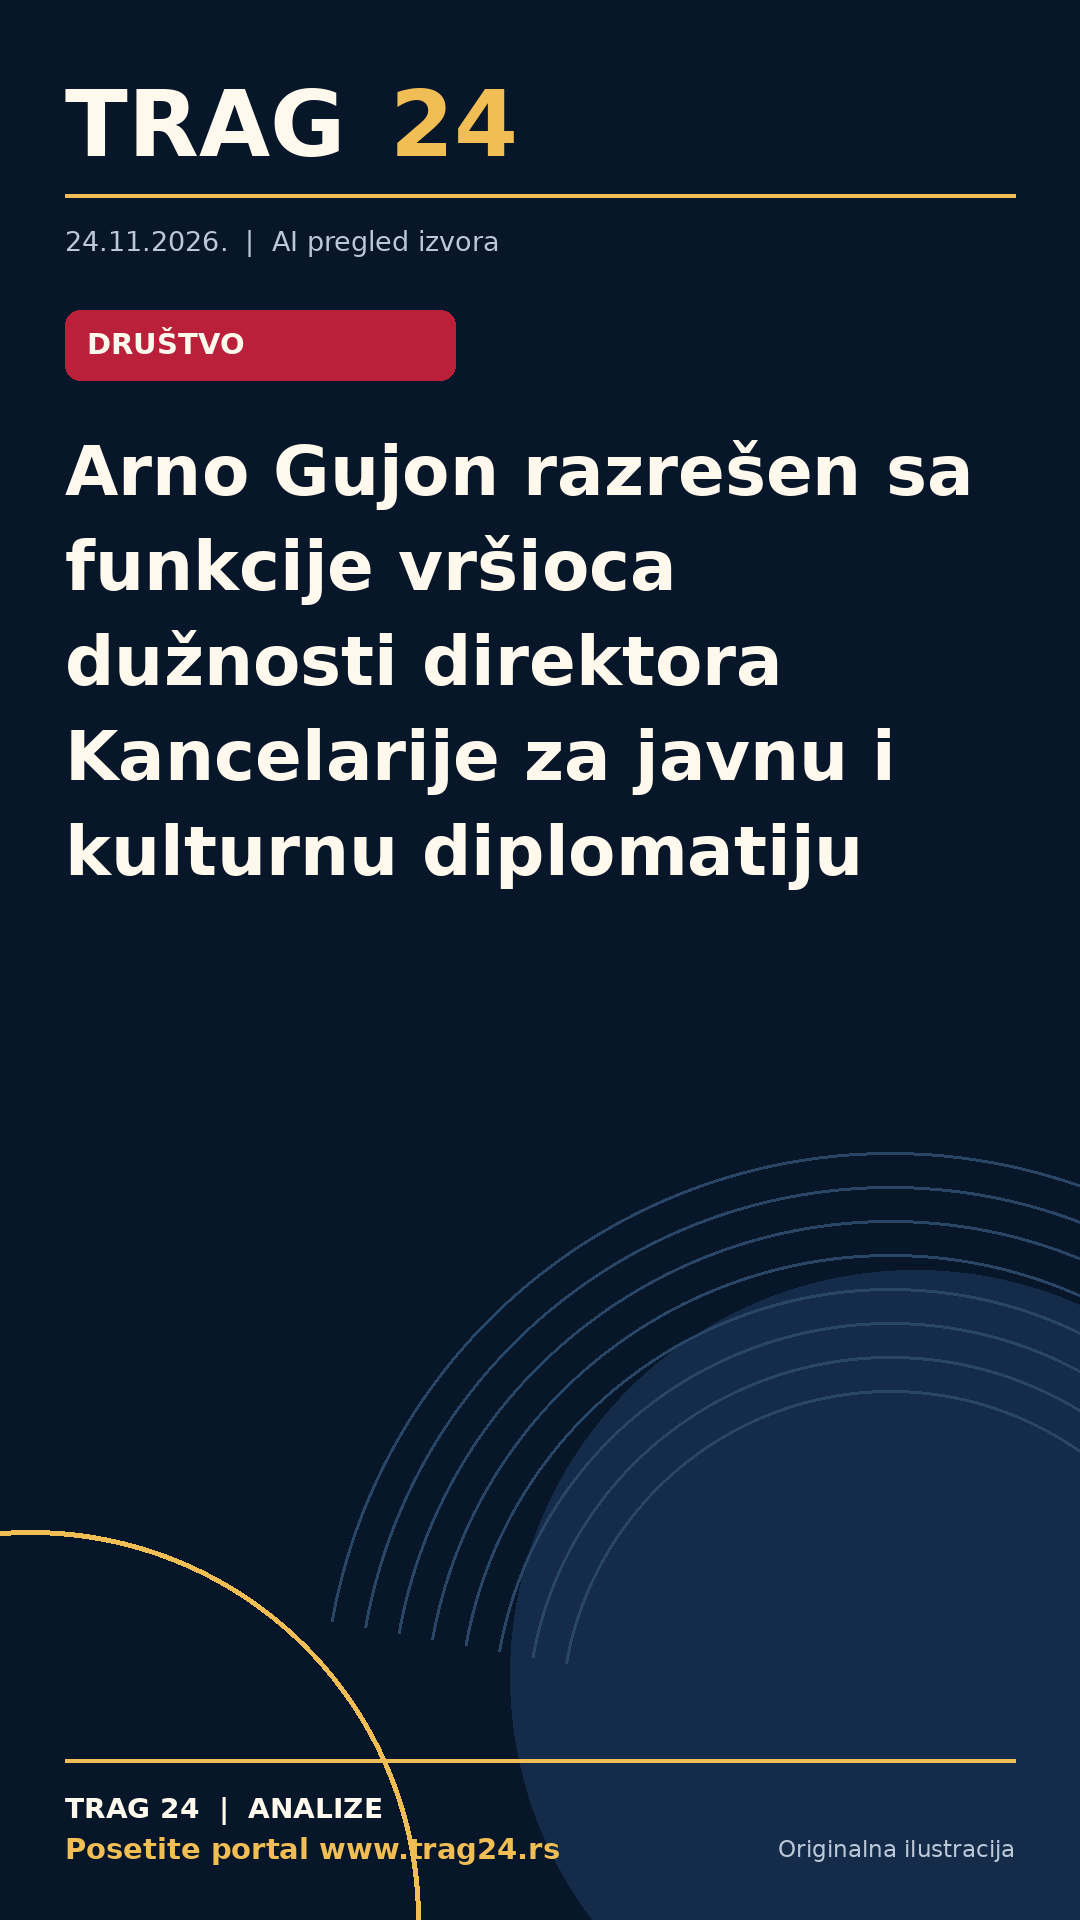 TRAG 24
24.11.2026. | AI pregled izvora
DRUŠTVO
Arno Gujon razrešen sa
funkcije vršioca
dužnosti direktora
Kancelarije za javnu i
kulturnu diplomatiju
TRAG 24 | ANALIZE
Posetite portal www.trag24.rs
Originalna ilustracija